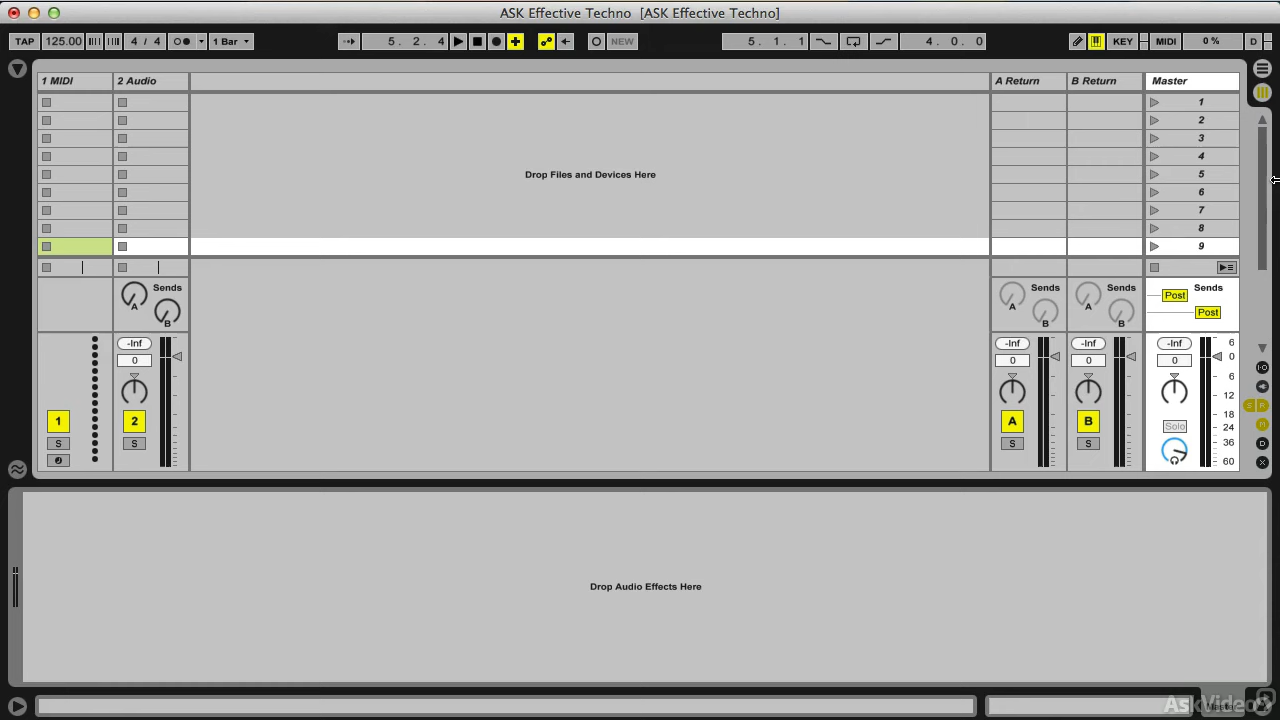 ASK Effective Techno  [ASK Effective Techno]
TAP 125.00 4 / 4 1 Bar 5. 2. 4 NEW 5. 1. 1 4. 0. 0 KEY MIDI 0 % D
1 MIDI 2 Audio A Return B Return Master
1
2
3
4
Drop Files and Devices Here 5
6
7
8
9
Sends Sends Sends Post Sends
A B A B A B Post
-Inf -Inf -Inf -Inf 6
0 0 0 0 0
6
12
1 2 A B 18
Solo 24
S S S S 36
60
S R
D
X
Drop Audio Effects Here
Master
AskVideo